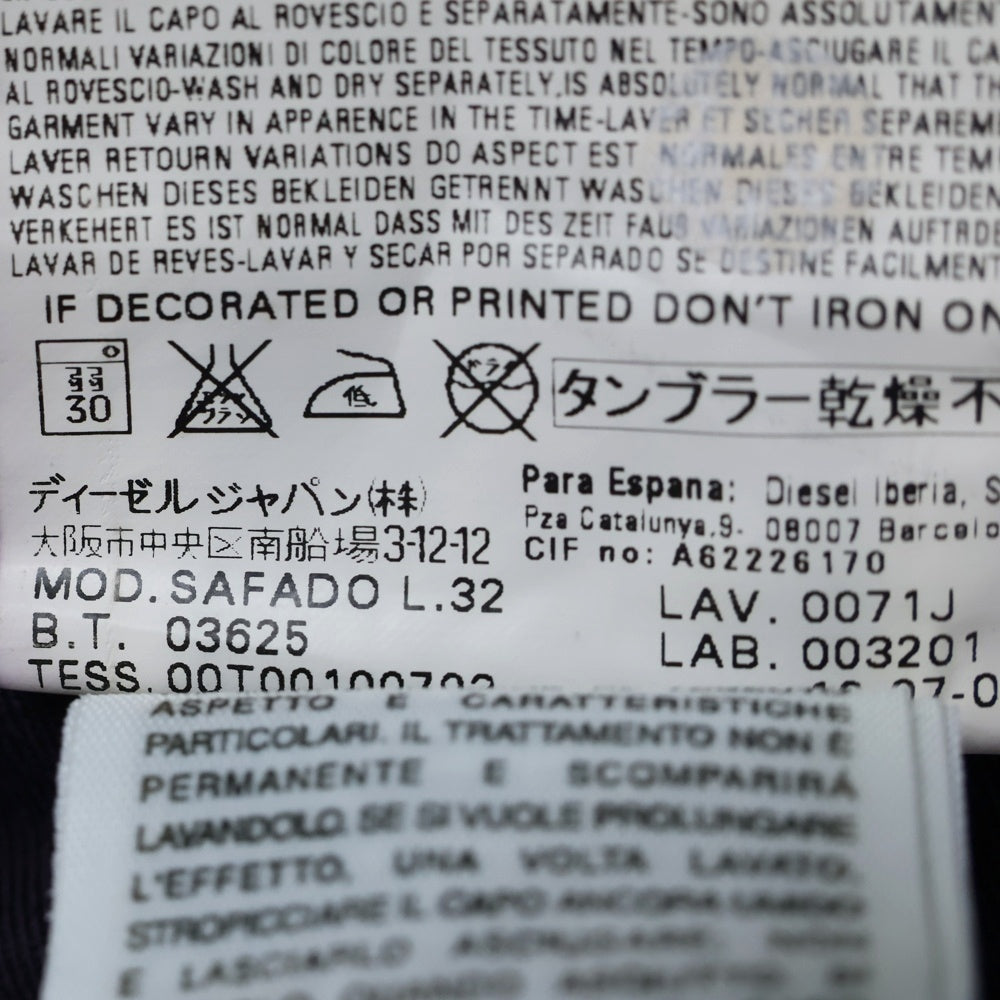 LAVARE IL CAPO AL ROVESCIO E SEPARATAMENTE-SONO ASSOLUTAMEN
NORMALI VARIAZIONI DI COLORE DEL TESSUTO NEL TEMPO-ASCIUGARE IL CA
AL ROVESCIO-WASH AND DRY SEPARATELY,IS ABSOLUTELY NORMAL THAT TH
GARMENT VARY IN APPARENCE IN THE TIME-LAVER ET SECHER SEPAREM
LAVER RETOURN VARIATIONS DO ASPECT EST NORMALES ENTRE TEM
WASCHEN DIESES BEKLEIDEN GETRENNT WASCHEN DIESES BEKLEIDEN
VERKEHERT ES IST NORMAL DASS MIT DES ZEIT FAUS VARIAZIONEN AUFTRDE
LAVAR DE REVES-LAVAR Y SECAR POR SEPARADO SE DESTINE FACILMENT
IF DECORATED OR PRINTED DON'T IRON ON
弱
30
低
タンブラー乾燥不
ディーゼル ジャパン(株)
大阪市中央区南船場3-12-12
Para Espana: Diesel Iberia, S
Pza Catalunya,9- 08007 Barcelo
CIF no: A62226170
MOD. SAFADO L.32
B.T. 03625
TESS. 00T00100702
LAV. 0071J
LAB. 003201
ASPETTO E CARATTERISTICHE
PARTICOLARI. IL TRATTAMENTO NON E
PERMANENTE E SCOMPARIRÁ
LAVANDOLO. SE SI VUOLE PROLUNGARE
L'EFFETTO, UNA VOLTA LAVATO,
STROPICCIARE IL CAPO ANCORA UMIDO
E LASCIARLO ASCIUGARE.